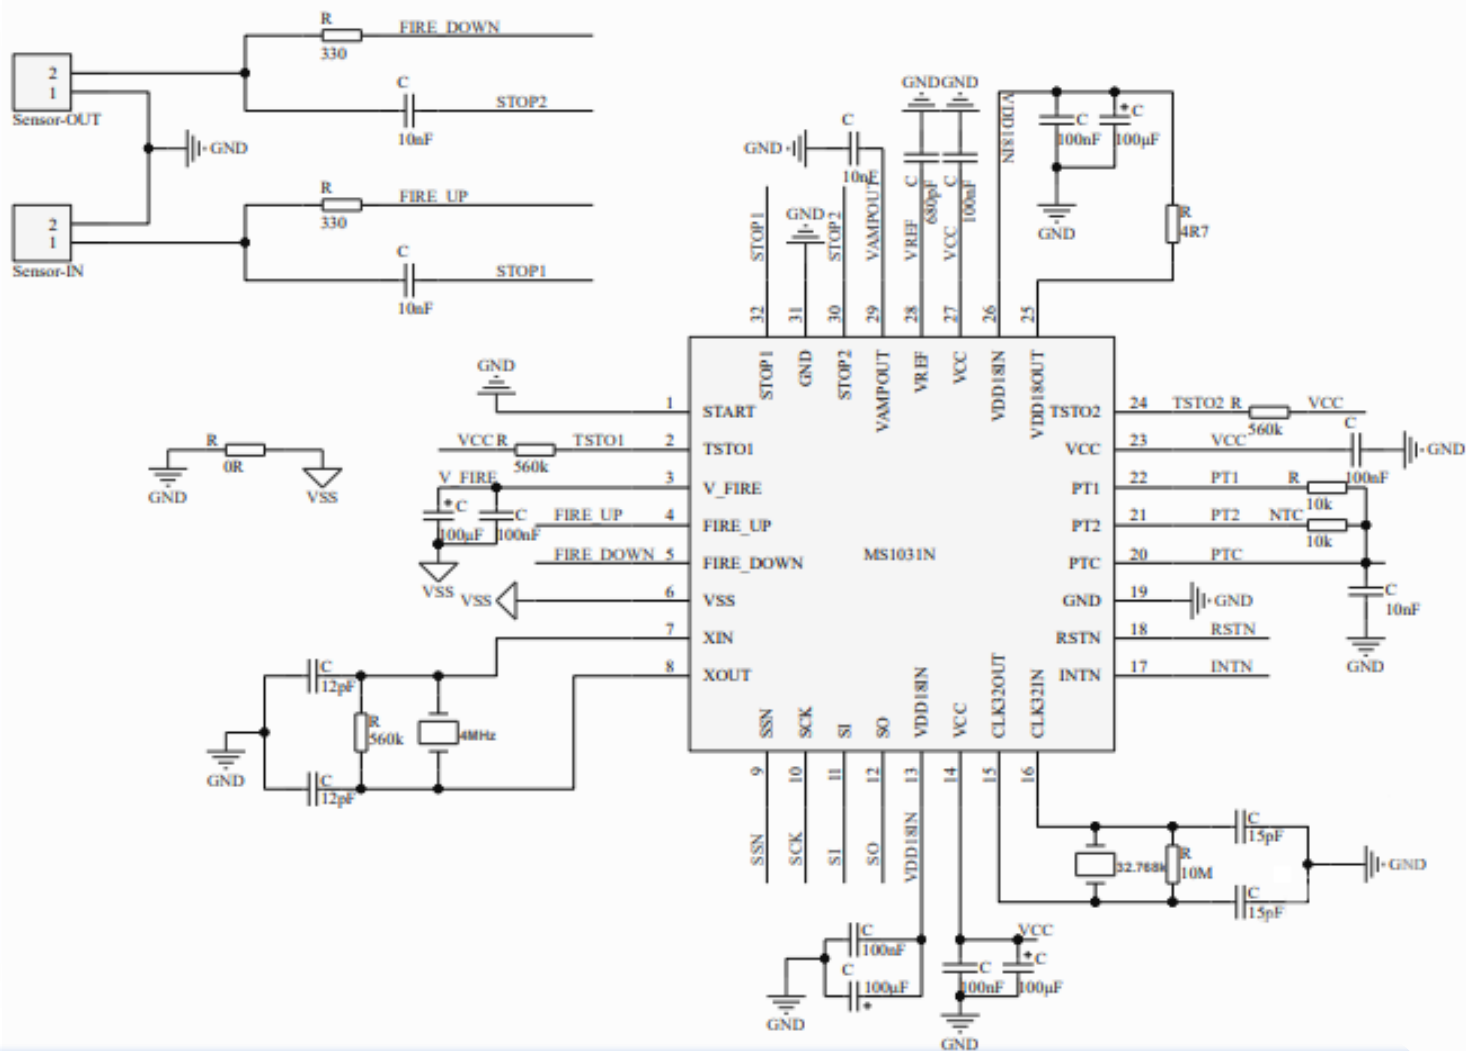 R
FIRE_DOWN
330
2
1
Sensor-OUT
C
STOP2
10nF
GND
R
FIRE_UP
330
2
1
Sensor-IN
C
STOP1
10nF
GND GND
C
10nF
GND
C
680pF
C
100nF
VDD18IN
C
100nF
C
100µF
GND
R
4R7
STOP1
GND
STOP2
VAMPOUT
VREF
VCC
32
31
30
29
28
27
26
25
STOP1
GND
STOP2
VAMPOUT
VREF
VCC
VDD18IN
VDD18OUT
GND
1
START
VCC R
TSTO1
560k
2
TSTO1
V_FIRE
3
V_FIRE
C
100µF
C
100nF
FIRE_UP
4
FIRE_UP
FIRE_DOWN
5
FIRE_DOWN
VSS
VSS
6
VSS
7
XIN
8
XOUT
R
0R
GND
VSS
MS1031N
TSTO2
24
TSTO2 R
VCC
560k
VCC
23
VCC
C
100nF
GND
PT1
22
PT1
R
10k
PT2
21
PT2
NTC
10k
PTC
20
PTC
C
10nF
GND
GND
19
GND
RSTN
18
RSTN
INTN
17
INTN
C
12pF
R
560k
4MHz
GND
C
12pF
SSN
SCK
SI
SO
VDD18IN
VCC
CLK32OUT
CLK32IN
9
10
11
12
13
14
15
16
SSN
SCK
SI
SO
VDD18IN
C
15pF
32.768k
R
10M
GND
C
15pF
C
100nF
C
100µF
GND
VCC
C
100nF
C
100µF
GND